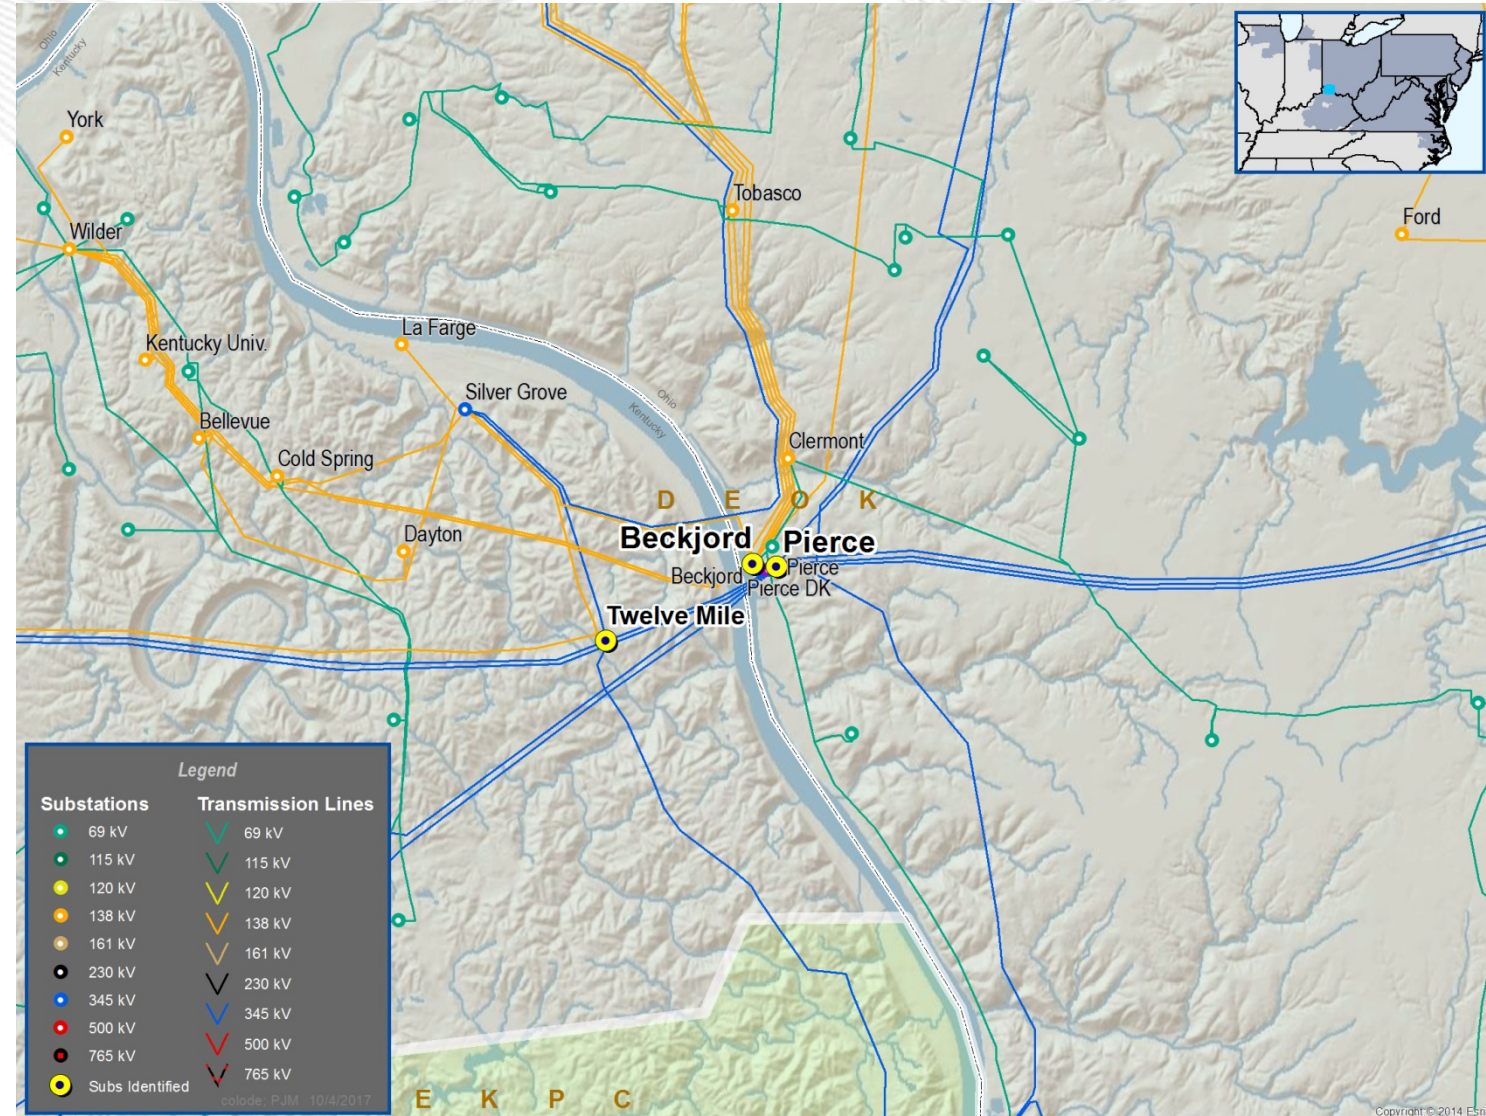 Ohio
Kentucky
York
Wilder
Tobasco
Ford
La Farge
Kentucky Univ.
Silver Grove
Ohio
Kentucky
Bellevue
Clermont
Cold Spring
D E O K
Dayton
Beckjord Pierce
Beckjord Pierce
Pierce DK
Twelve Mile
Legend
Substations Transmission Lines
69 kV 69 kV
115 kV 115 kV
120 kV 120 kV
138 kV 138 kV
161 kV 161 kV
230 kV 230 kV
345 kV 345 kV
500 kV 500 kV
765 kV 765 kV
Subs Identified
colode; PJM 10/4/2017
E K P C
Copyright:© 2014 Esri